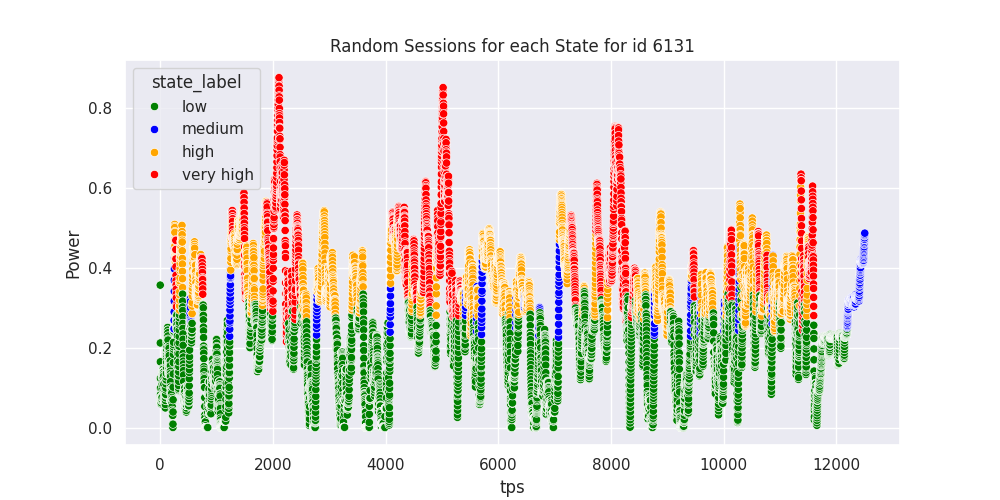 Random Sessions for each State for id 6131
state_label
low
medium
high
very high
Power
0.8
0.6
0.4
0.2
0.0
0
2000
4000
6000
8000
10000
12000
tps